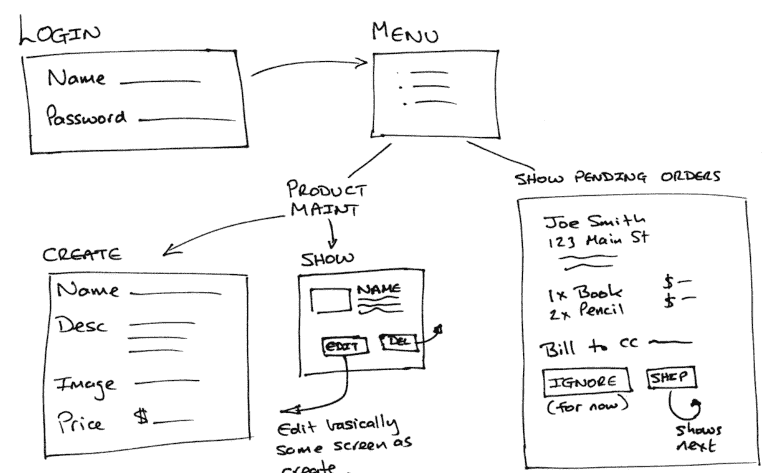 LOGIN
Name
Password
MENU
PRODUCT
MAINT
CREATE
Name
Desc
Image
Price $
SHOW
NAME
EDIT DEL
Edit basically
some screen as
create
SHOW PENDING ORDERS
Joe Smith
123 Main St
1x Book $
2x Pencil $
Bill to CC
IGNORE SHIP
(for now)
shows
next